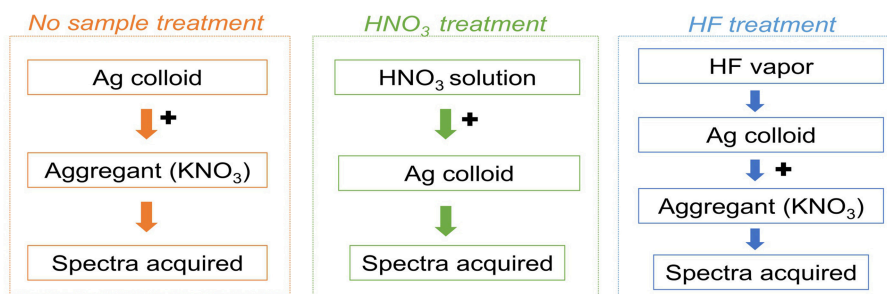 No sample treatment
Ag colloid
+
Aggregant (KNO₃)
Spectra acquired
HNO₃ treatment
HNO₃ solution
+
Ag colloid
Spectra acquired
HF treatment
HF vapor
Ag colloid
+
Aggregant (KNO₃)
Spectra acquired